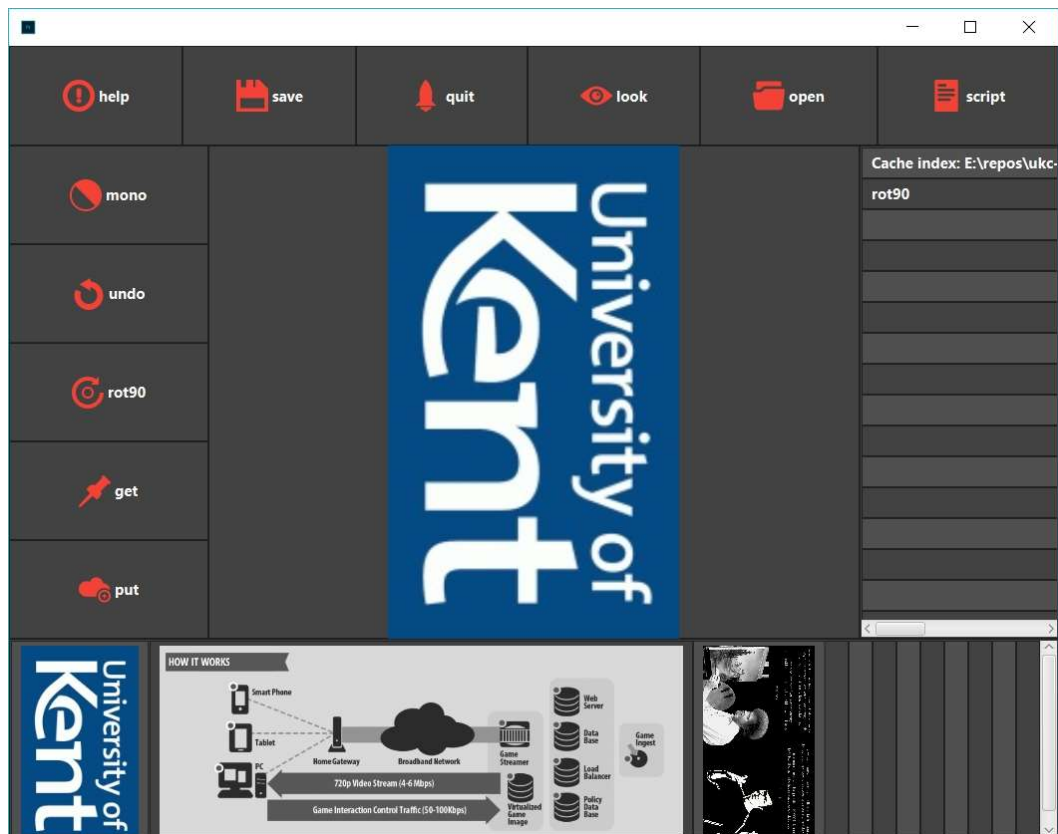 help
save
quit
look
open
script
mono
undo
rot90
get
put
University of
Kent
Cache index: E:\repos\ukc-
rot90
University of
Kent
HOW IT WORKS
Smart Phone
Tablet
PC
Home Gateway
Broadband Network
Game
Streamer
Virtualized
Game
Image
Web
Server
Data
Base
Load
Balancer
Policy
Data
Base
Game
Ingest
720p Video Stream (4-6 Mbps)
Game Interaction Control Traffic (50-100Kbps)